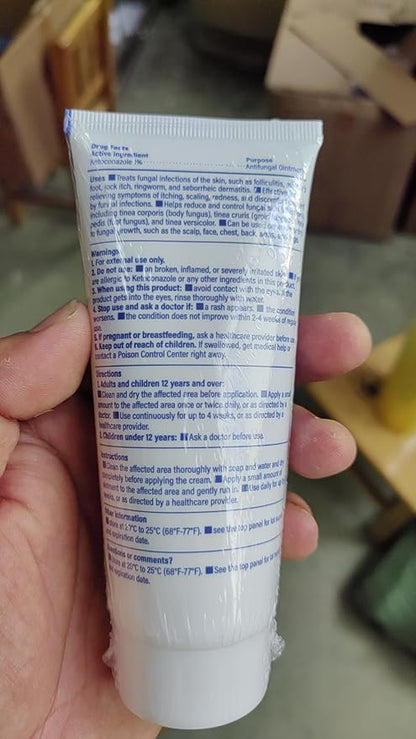 Drug Facts
Active Ingredient
Ketoconazole 1%
Purpose
Antifungal Ointment
Uses ■Treats fungal infections of the skin, such as folliculitis,
foot, jock itch, ringworm, and seborrheic dermatitis. ■ Effective
relieving symptoms of itching, scaling, redness, and
by fungal infections. ■ Helps reduce and control fungal
including tinea corporis (body fungus), tinea cruris (groin
pedis (foot fungus), and tinea versicolor. ■ Can be used on
to fungal growth, such as the scalp, face, chest, back,
Warnings
1. For external use only.
2. Do not use: ■ on broken, inflamed, or severely irritated skin ■ if
are allergic to Ketoconazole or any other ingredients in this product.
3. When using this product: ■ avoid contact with the eyes. If the
product gets into the eyes, rinse thoroughly with water.
4. Stop use and ask a doctor if: ■ a rash appears. ■ the condition
worsens. ■ the condition does not improve within 2-4 weeks of regular
use.
5. If pregnant or breastfeeding, ask a healthcare provider before use
6. Keep out of reach of children. If swallowed, get medical help or
contact a Poison Control Center right away.
Directions
1. Adults and children 12 years and over:
■Clean and dry the affected area before application. ■ Apply a small
amount to the affected area once or twice daily, or as directed by
doctor. ■ Use continuously for up to 4 weeks, or as directed by a
healthcare provider.
2. Children under 12 years: ■ Ask a doctor before use.
Instructions
■ Clean the affected area thoroughly with soap and water and dry
completely before applying the cream. ■ Apply a small amount of
ointment to the affected area and gently rub in. ■ Use daily for
weeks, or as directed by a healthcare provider.
Other information
■ store at 2°C to 25°C (68°F-77°F). ■ see the top panel for lot
and expiration date.
Questions or comments?
■ Store at 25°C to 25°C (68°F-77°F). ■ See the top panel for lot
expiration date.